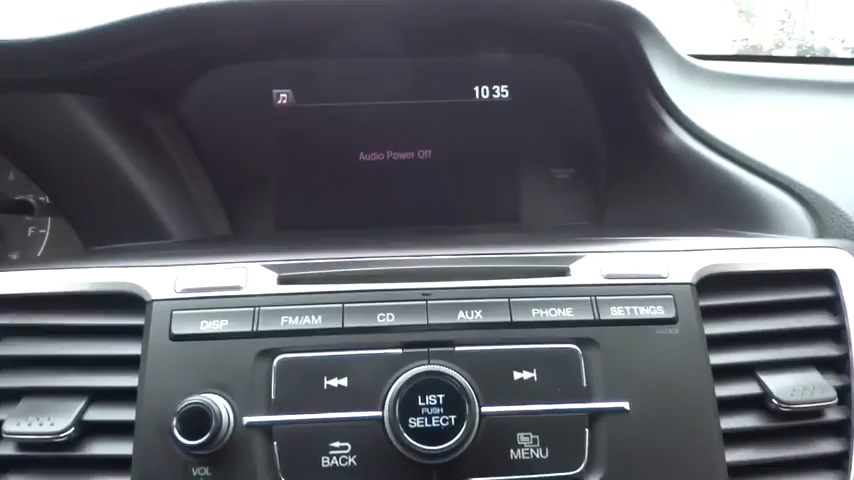 10 35
Audio Power Off
F
DISP
FM/AM
CD
AUX
PHONE
SETTINGS
LIST
PUSH
SELECT
BACK
MENU
VOL